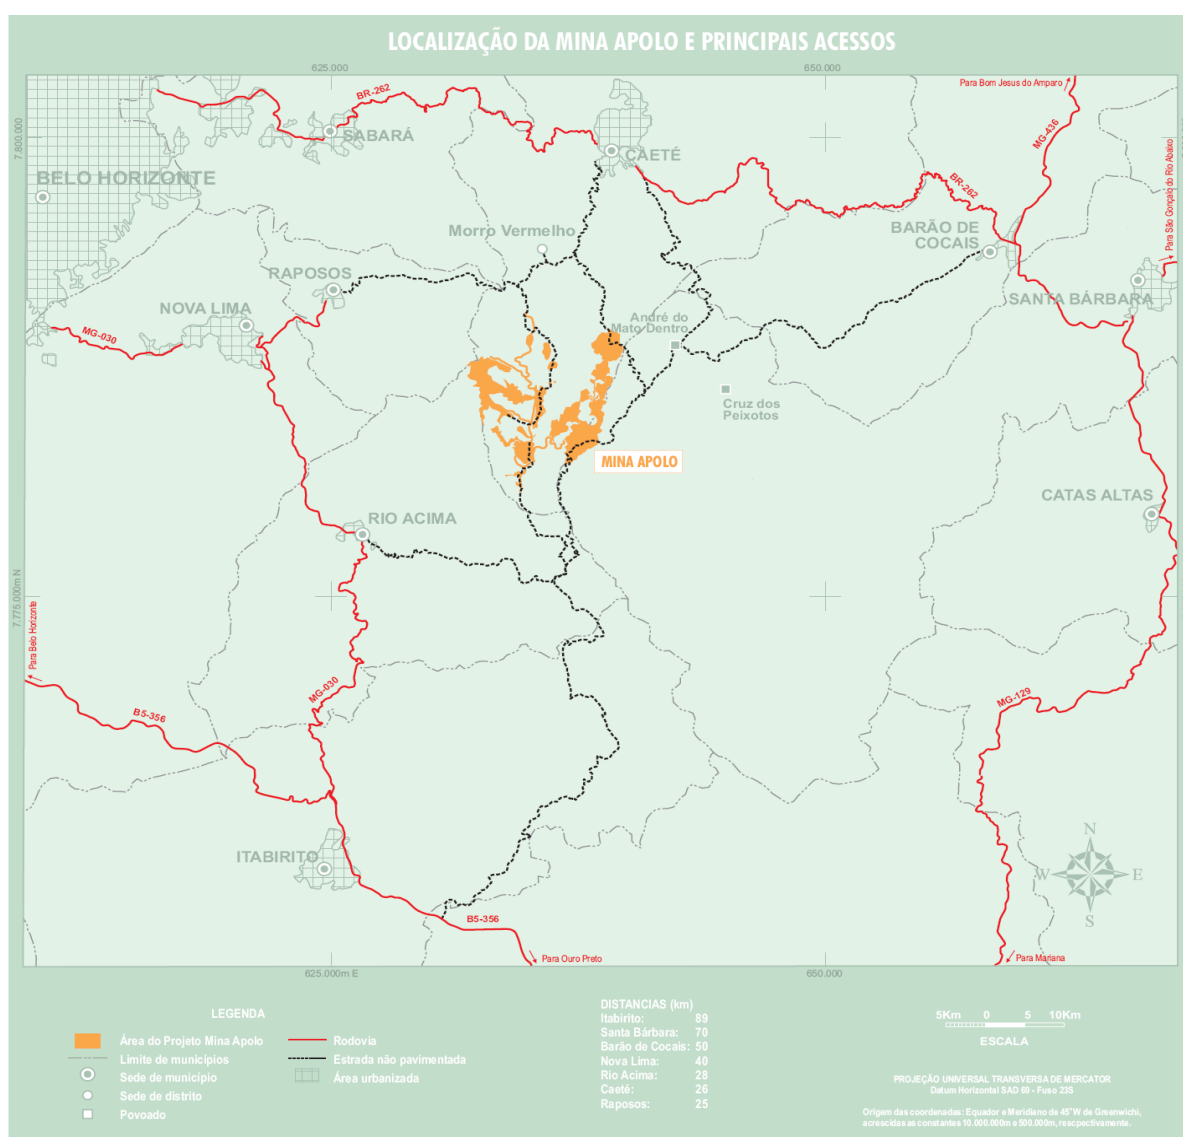 LOCALIZAÇÃO DA MINA APOLO E PRINCIPAIS ACESSOS
625.000
650.000
Para Bom Jesus do Amparo
BR-262
7.800.000
SABARÁ
CAETÉ
MG-436
Para São Gonçalo do Rio Abaixo
BELO HORIZONTE
BR-262
Morro Vermelho
BARÃO DE
COCAIS
RAPOSOS
SANTA BÁRBARA
NOVA LIMA
MG-030
André do
Mato Dentro
Cruz dos
Peixotos
MINA APOLO
CATAS ALTAS
RIO ACIMA
7.775.000m N
Para Belo Horizonte
MG-030
MG-129
B5-356
ITABIRITO
N
W
E
S
B5-356
Para Ouro Preto
Para Mariana
625.000m E
650.000
LEGENDA
Área do Projeto Mina Apolo
Limite de municípios
Sede de município
Sede de distrito
Povoado
Rodovia
Estrada não pavimentada
Área urbanizada
DISTANCIAS (km)
Itabirito: 89
Santa Bárbara: 70
Barão de Cocais: 50
Nova Lima: 40
Rio Acima: 28
Caeté: 26
Raposos: 25
5Km 0 5 10Km
ESCALA
PROJEÇÃO UNIVERSAL TRANSVERSA DE MERCATOR
Datum Horizontal SAD 69 - Fuso 23S
Origem das coordenadas: Equador e Meridiano de 45°W de Greenwichi,
acrescidas as constantes 10.000.000m e 500.000m, rescpectivamente.